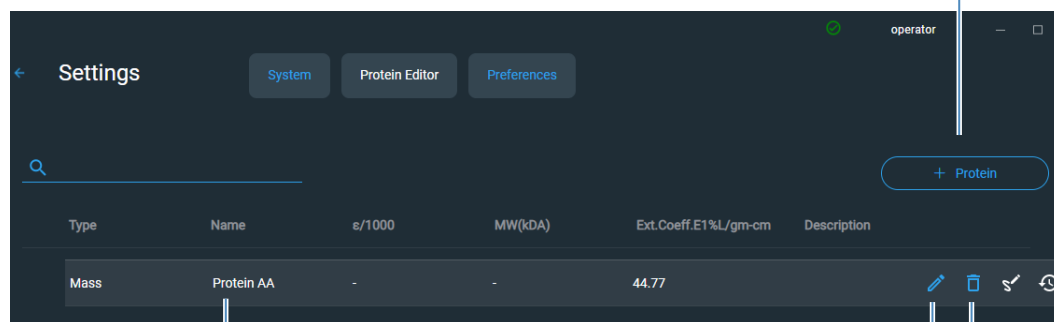 operator
Settings
System
Protein Editor
Preferences
+ Protein
Type Name ε/1000 MW(kDA) Ext.Coeff.E1%L/gm-cm Description
Mass Protein AA - - 44.77